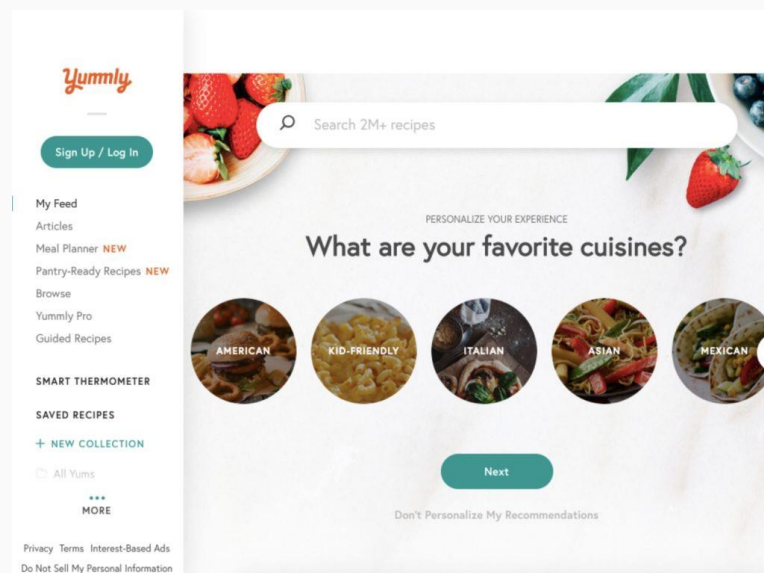 Yummly
Sign Up / Log In
My Feed
Articles
Meal Planner NEW
Pantry-Ready Recipes NEW
Browse
Yummly Pro
Guided Recipes
SMART THERMOMETER
SAVED RECIPES
+ NEW COLLECTION
All Yums
MORE
Privacy Terms Interest-Based Ads
Do Not Sell My Personal Information
Search 2M+ recipes
PERSONALIZE YOUR EXPERIENCE
What are your favorite cuisines?
AMERICAN
KID-FRIENDLY
ITALIAN
ASIAN
MEXICAN
Next
Don't Personalize My Recommendations